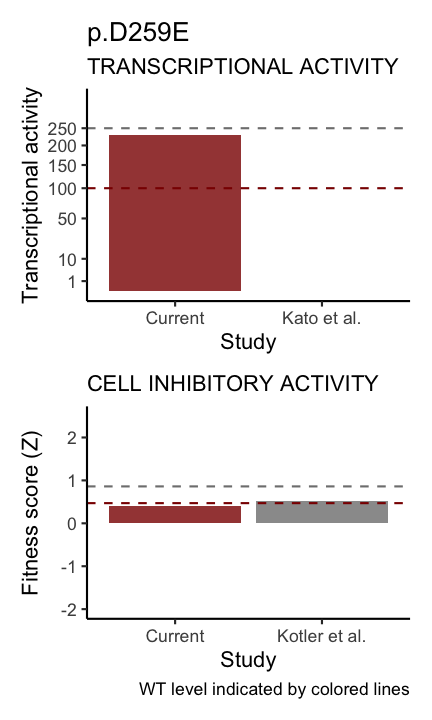 p.D259E
TRANSCRIPTIONAL ACTIVITY
Transcriptional activity
250
200
150
100
50
10
1
Current
Kato et al.
Study
CELL INHIBITORY ACTIVITY
Fitness score (Z)
2
1
0
-1
-2
Current
Kotler et al.
Study
WT level indicated by colored lines